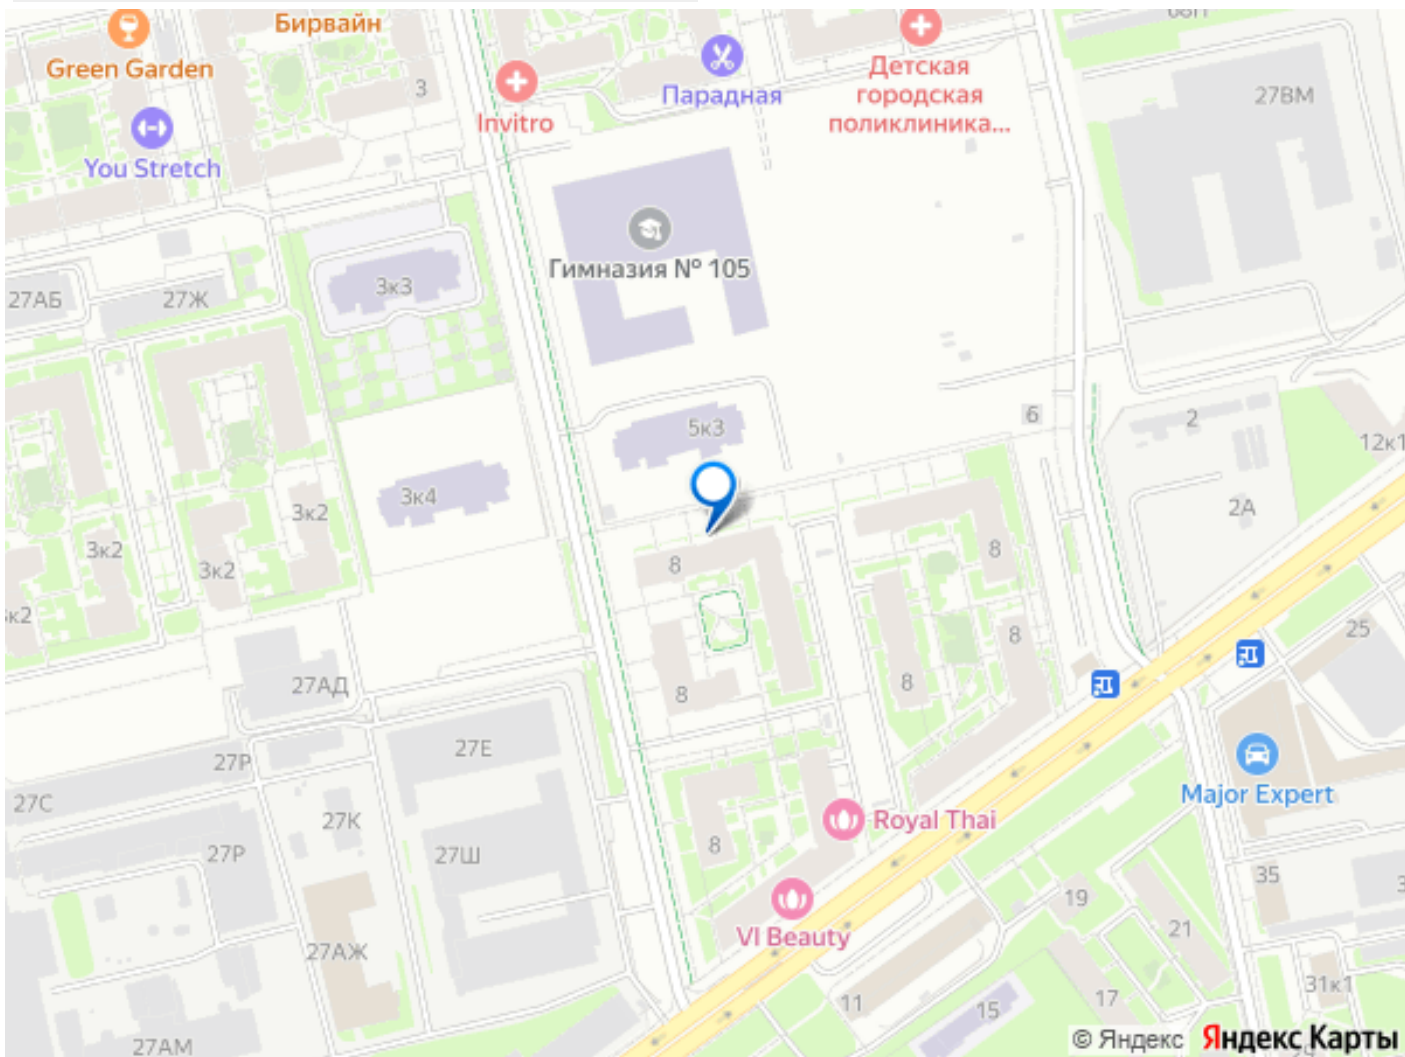 Бирвайн
Green Garden
You Stretch
3
Invitro
Парадная
Детская
городская
поликлиника...
27ВМ
Гимназия № 105
27АБ
27Ж
3к3
5к3
6
2
12к1
3к4
3к2
3к2
3к2
2А
8
8
8
25
27АД
8
8
27Е
27Р
27С
27К
Major Expert
Royal Thai
27Р
27Ш
8
35
19
VI Beauty
21
27АЖ
31к1
11
17
15
27АМ
© Яндекс Яндекс Карты